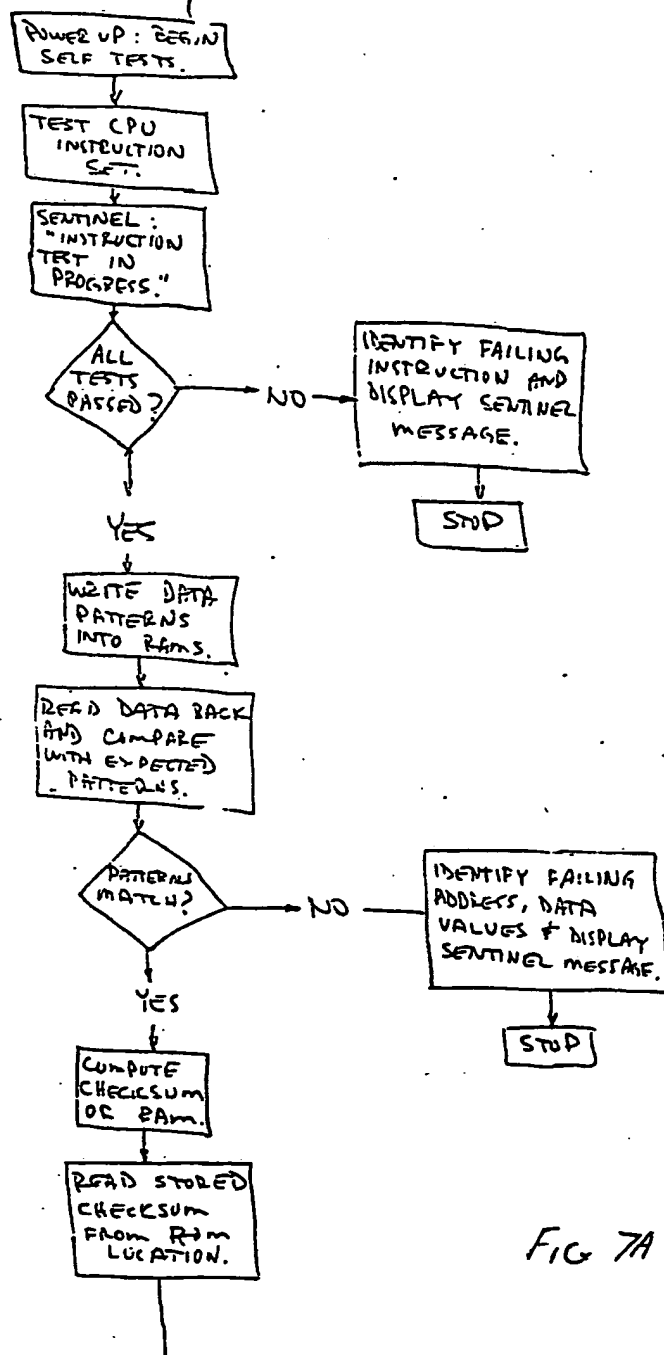 POWER UP: BEGIN
SELF TESTS.
TEST CPU
INSTRUCTION
SET.
SENTINEL:
"INSTRUCTION
TEST IN
PROGRESS."
ALL
TESTS
PASSED?
NO
IDENTIFY FAILING
INSTRUCTION AND
DISPLAY SENTINEL
MESSAGE.
STOP
YES
WRITE DATA
PATTERNS
INTO RAMS.
READ DATA BACK
AND COMPARE
WITH EXPECTED
PATTERNS.
PATTERNS
MATCH?
NO
IDENTIFY FAILING
ADDRESS, DATA
VALUES & DISPLAY
SENTINEL MESSAGE.
STOP
YES
COMPUTE
CHECKSUM
OF RAM.
READ STORED
CHECKSUM
FROM ROM
LOCATION.
FIG 7A